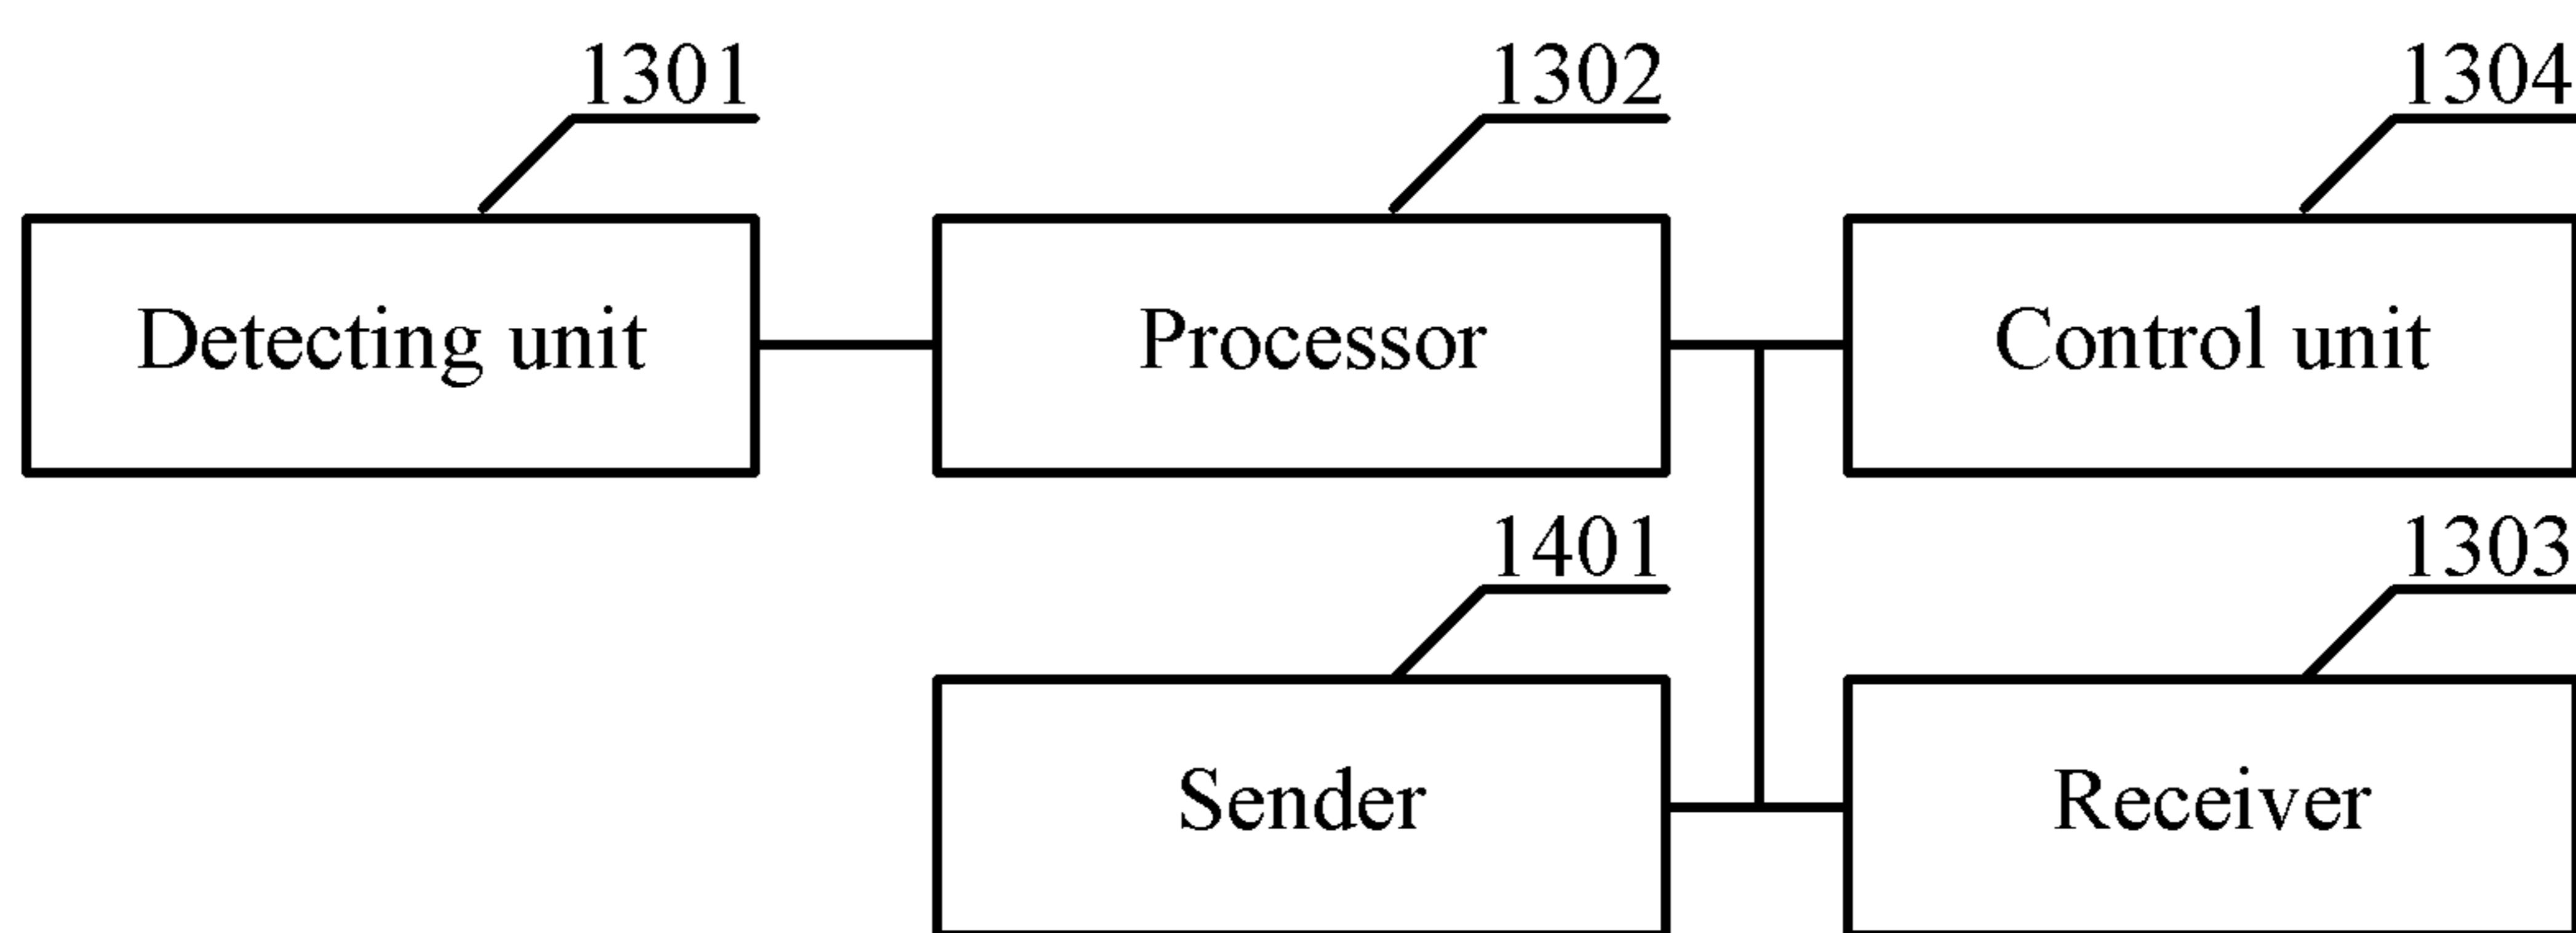 1301 1302 1304
Detecting unit Processor Control unit
1401 1303
Sender Receiver